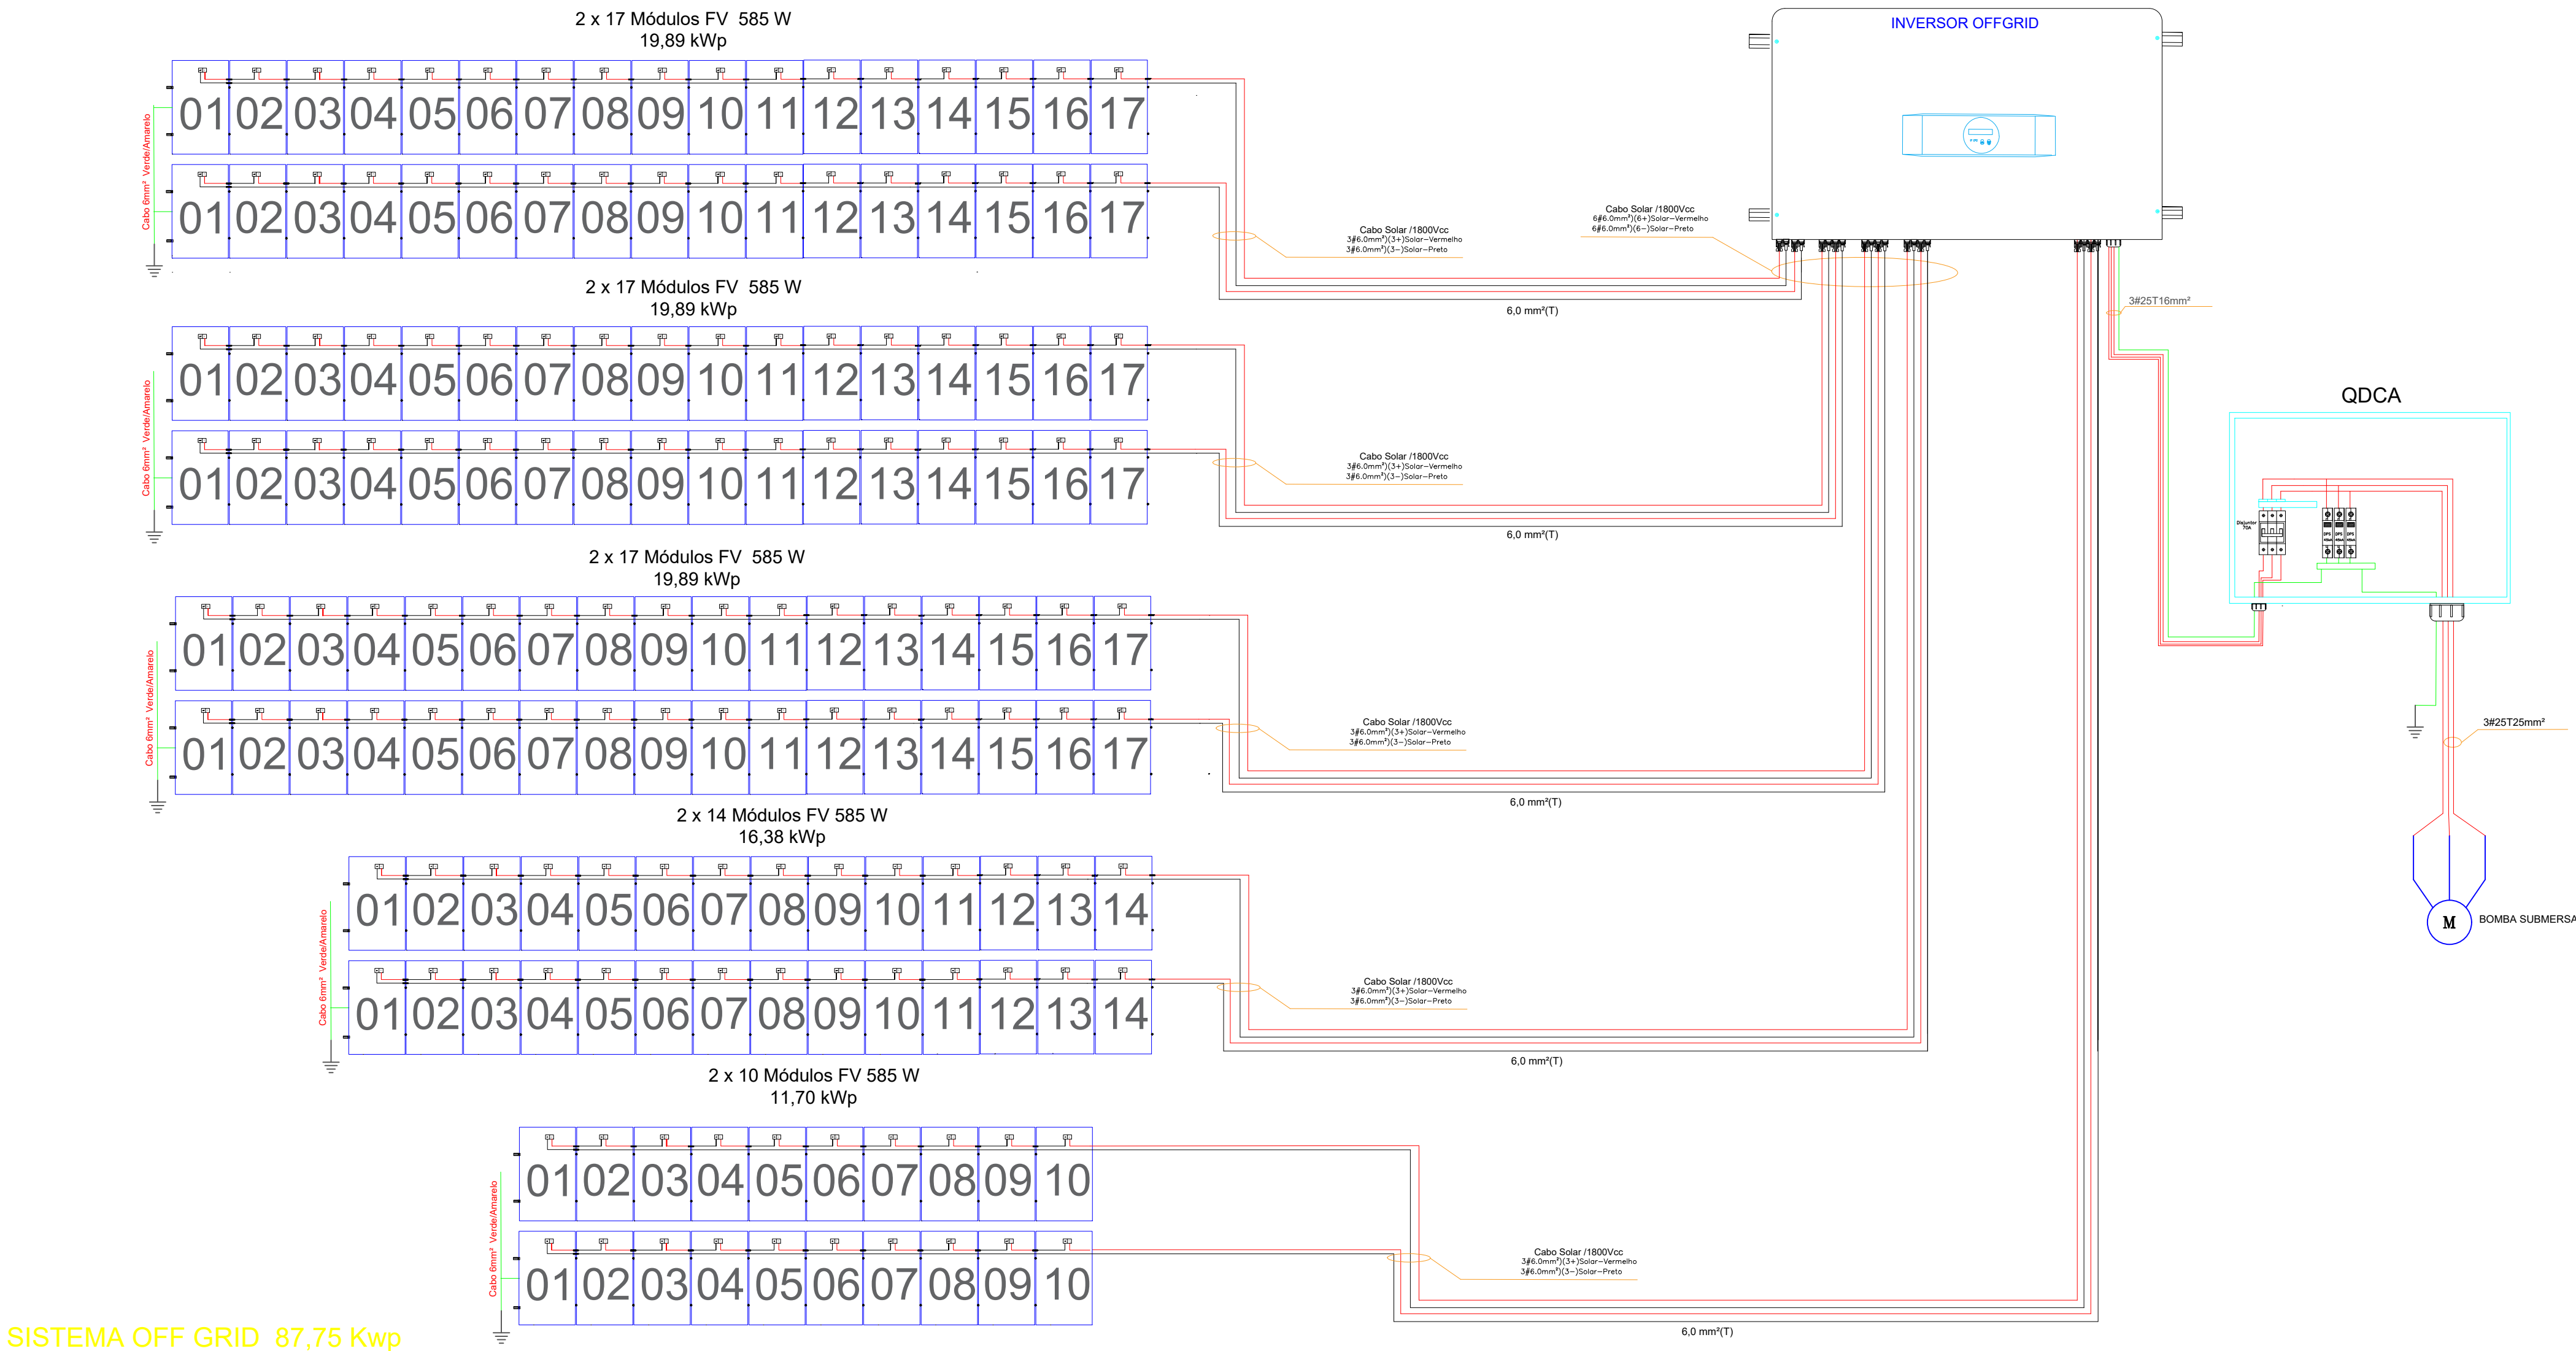 2 x 17 Módulos FV 585 W
19,89 kWp
01 02 03 04 05 06 07 08 09 10 11 12 13 14 15 16 17
01 02 03 04 05 06 07 08 09 10 11 12 13 14 15 16 17
Cabo 6mm² Verde/Amarelo
Cabo Solar /1800Vcc
3#6.0mm²)(3+)Solar-Vermelho
3#6.0mm²)(3-)Solar-Preto
6,0 mm²(T)
INVERSOR OFFGRID
Cabo Solar /1800Vcc
6#6.0mm²)(6+)Solar-Vermelho
6#6.0mm²)(6-)Solar-Preto
3#25T16mm²
2 x 17 Módulos FV 585 W
19,89 kWp
01 02 03 04 05 06 07 08 09 10 11 12 13 14 15 16 17
01 02 03 04 05 06 07 08 09 10 11 12 13 14 15 16 17
Cabo 6mm² Verde/Amarelo
Cabo Solar /1800Vcc
3#6.0mm²)(3+)Solar-Vermelho
3#6.0mm²)(3-)Solar-Preto
6,0 mm²(T)
QDCA
Disjuntor
70A
DPS DPS DPS
45kA 45kA 45kA
2 x 17 Módulos FV 585 W
19,89 kWp
01 02 03 04 05 06 07 08 09 10 11 12 13 14 15 16 17
01 02 03 04 05 06 07 08 09 10 11 12 13 14 15 16 17
Cabo 6mm² Verde/Amarelo
Cabo Solar /1800Vcc
3#6.0mm²)(3+)Solar-Vermelho
3#6.0mm²)(3-)Solar-Preto
6,0 mm²(T)
3#25T25mm²
M
BOMBA SUBMERSA
2 x 14 Módulos FV 585 W
16,38 kWp
01 02 03 04 05 06 07 08 09 10 11 12 13 14
01 02 03 04 05 06 07 08 09 10 11 12 13 14
Cabo 6mm² Verde/Amarelo
Cabo Solar /1800Vcc
3#6.0mm²)(3+)Solar-Vermelho
3#6.0mm²)(3-)Solar-Preto
6,0 mm²(T)
2 x 10 Módulos FV 585 W
11,70 kWp
01 02 03 04 05 06 07 08 09 10
01 02 03 04 05 06 07 08 09 10
Cabo 6mm² Verde/Amarelo
Cabo Solar /1800Vcc
3#6.0mm²)(3+)Solar-Vermelho
3#6.0mm²)(3-)Solar-Preto
6,0 mm²(T)
SISTEMA OFF GRID 87,75 Kwp